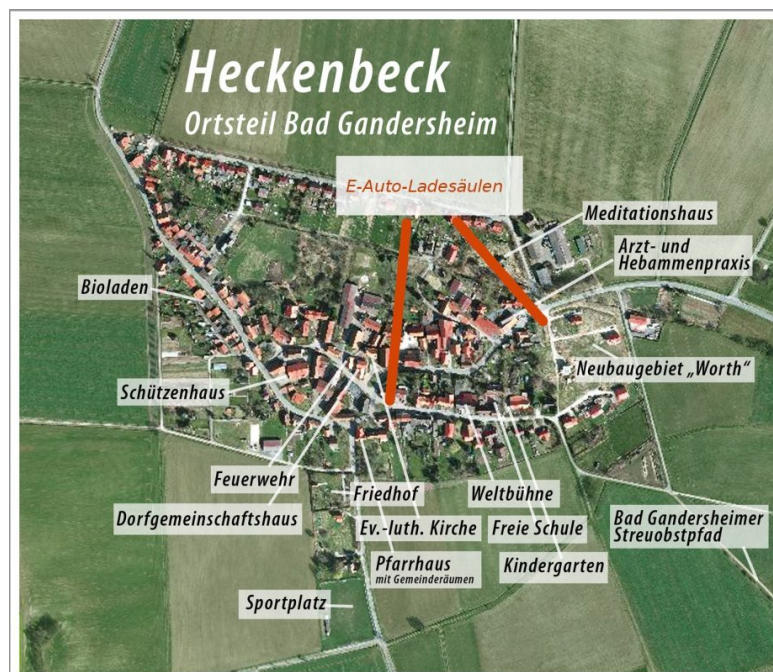 Heckenbeck
Ortsteil Bad Gandersheim
E-Auto-Ladesäulen
Meditationshaus
Arzt- und
Hebammenpraxis
Bioladen
Neubaugebiet „Worth“
Schützenhaus
Feuerwehr
Friedhof
Weltbühne
Dorfgemeinschaftshaus
Ev.-luth. Kirche
Freie Schule
Bad Gandersheimer
Streuobstpfad
Pfarrhaus
mit Gemeinderäumen
Kindergarten
Sportplatz